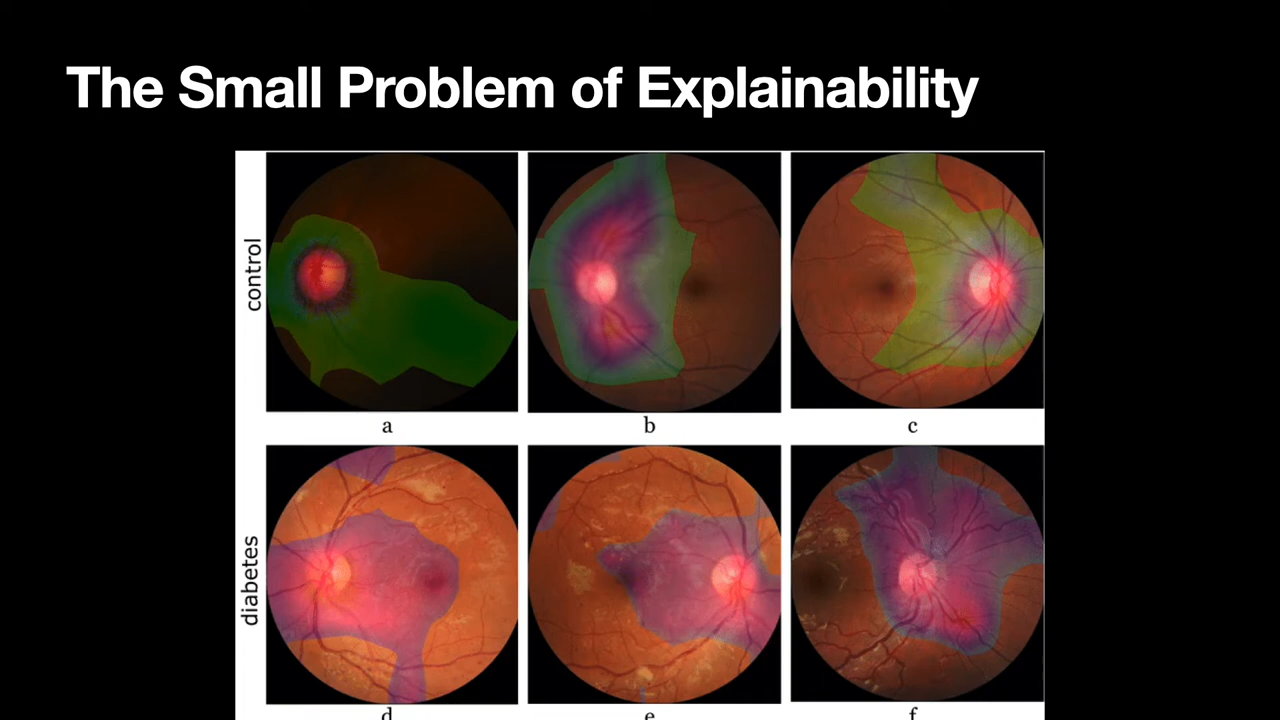 The Small Problem of Explainability
control
a b c
diabetes
d e f